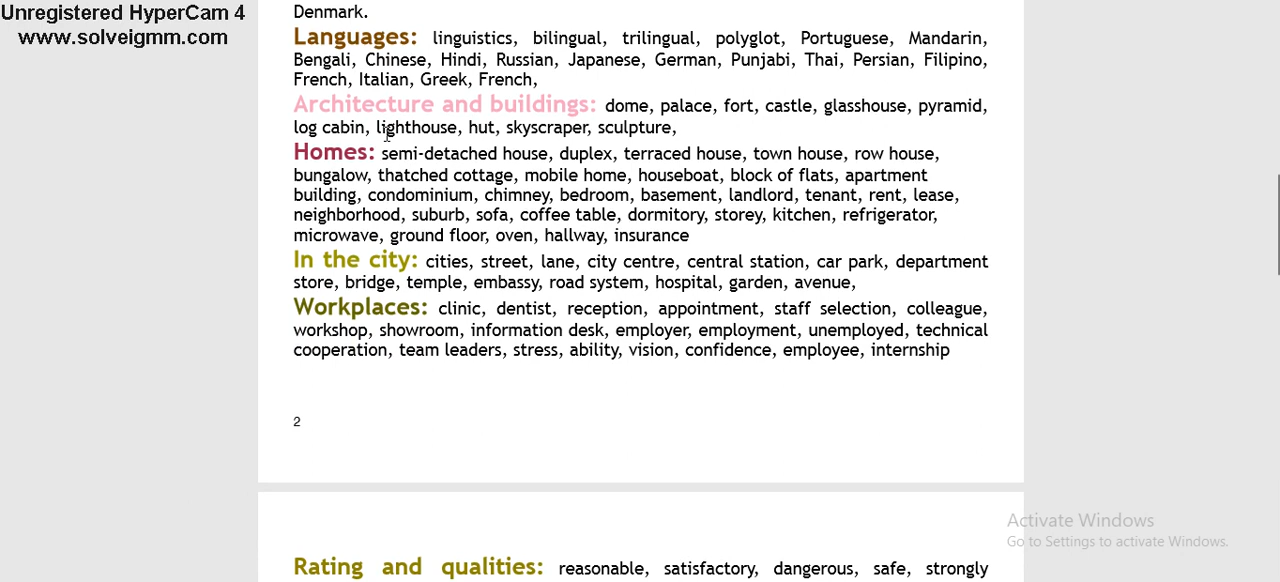 Unregistered HyperCam 4
www.solveigmm.com
Denmark.
Languages: linguistics, bilingual, trilingual, polyglot, Portuguese, Mandarin,
Bengali, Chinese, Hindi, Russian, Japanese, German, Punjabi, Thai, Persian, Filipino,
French, Italian, Greek, French,
Architecture and buildings: dome, palace, fort, castle, glasshouse, pyramid,
log cabin, lighthouse, hut, skyscraper, sculpture,
Homes: semi-detached house, duplex, terraced house, town house, row house,
bungalow, thatched cottage, mobile home, houseboat, block of flats, apartment
building, condominium, chimney, bedroom, basement, landlord, tenant, rent, lease,
neighborhood, suburb, sofa, coffee table, dormitory, storey, kitchen, refrigerator,
microwave, ground floor, oven, hallway, insurance
In the city: cities, street, lane, city centre, central station, car park, department
store, bridge, temple, embassy, road system, hospital, garden, avenue,
Workplaces: clinic, dentist, reception, appointment, staff selection, colleague,
workshop, showroom, information desk, employer, employment, unemployed, technical
cooperation, team leaders, stress, ability, vision, confidence, employee, internship
2
Activate Windows
Go to Settings to activate Windows.
Rating and qualities: reasonable, satisfactory, dangerous, safe, strongly